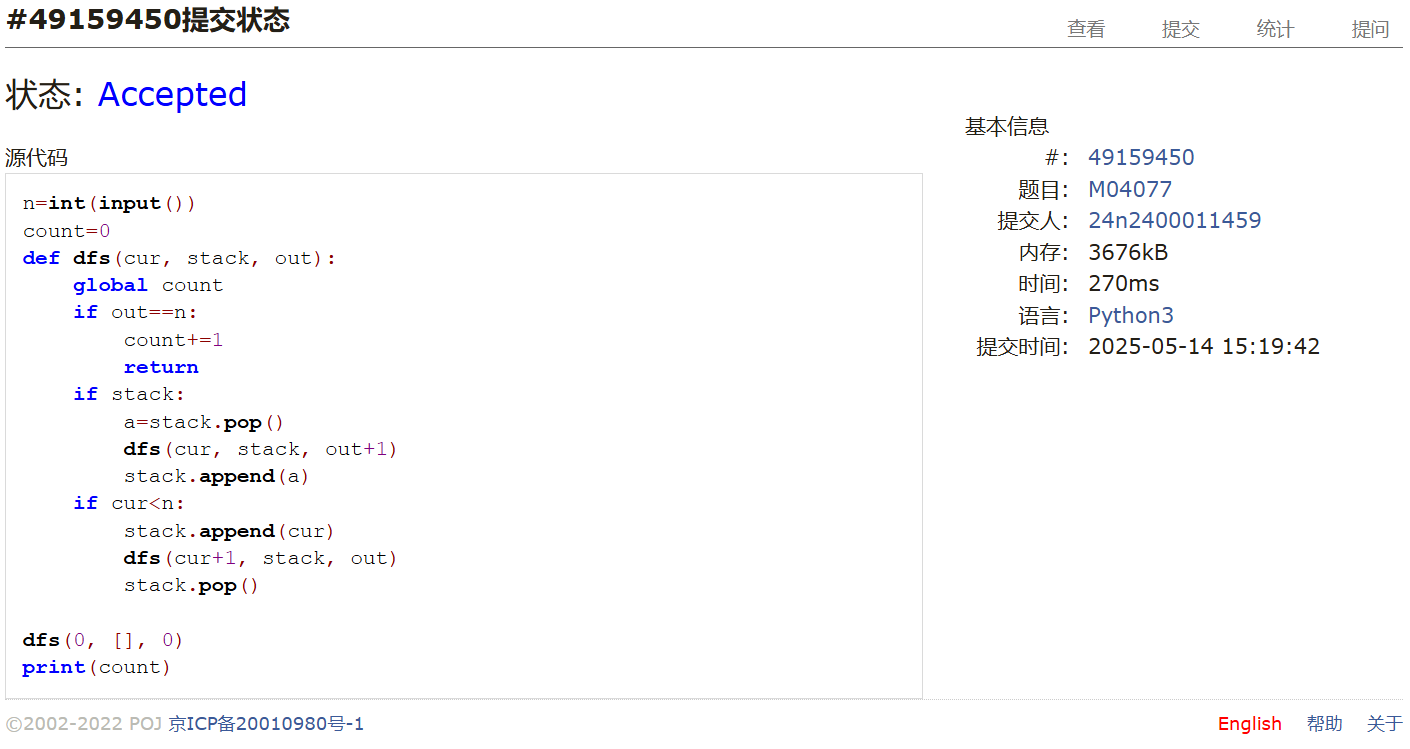 #49159450提交状态
查看 提交 统计 提问
状态: Accepted
源代码
n=int(input())
count=0
def dfs(cur, stack, out):
    global count
    if out==n:
        count+=1
        return
    if stack:
        a=stack.pop()
        dfs(cur, stack, out+1)
        stack.append(a)
    if cur<n:
        stack.append(cur)
        dfs(cur+1, stack, out)
        stack.pop()

dfs(0, [], 0)
print(count)
基本信息
#: 49159450
题目: M04077
提交人: 24n2400011459
内存: 3676kB
时间: 270ms
语言: Python3
提交时间: 2025-05-14 15:19:42
©2002-2022 POJ 京ICP备20010980号-1
English 帮助 关于